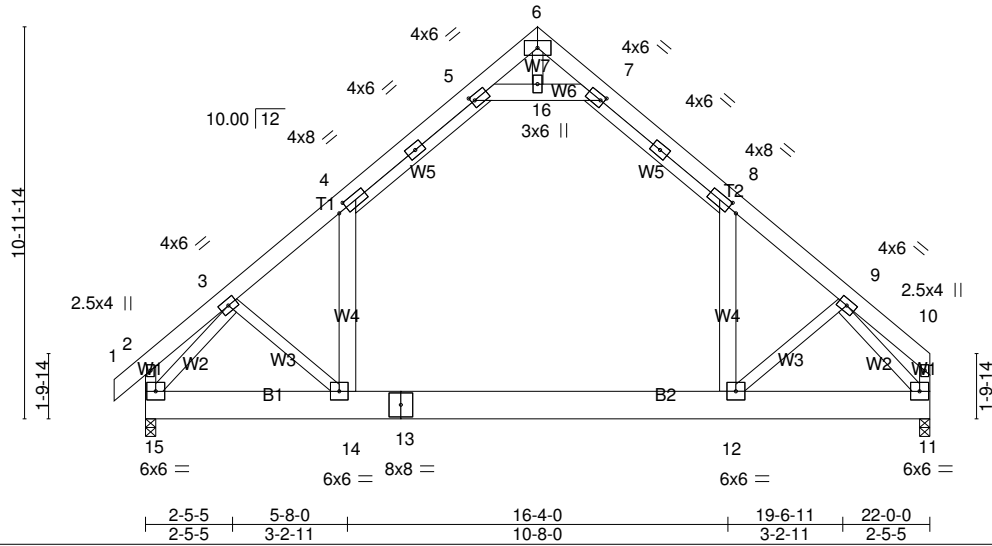 6
4x6 //
4x6 \\
W7
5
7
4x6 //
W6
4x6 \\
16
10.00 12
3x6 ||
4x8 //
4x8 \\
W5
W5
4
8
T1
T2
10-11-14
4x6 //
4x6 \\
3
9
2.5x4 ||
2.5x4 ||
10
W4
W4
2
1
W1
W2
W3
W3
W2
W1
1-9-14
1-9-14
B1
B2
15
14
13
12
11
6x6 =
6x6 =
8x8 =
6x6 =
6x6 =
2-5-5 5-8-0 16-4-0 19-6-11 22-0-0
2-5-5 3-2-11 10-8-0 3-2-11 2-5-5